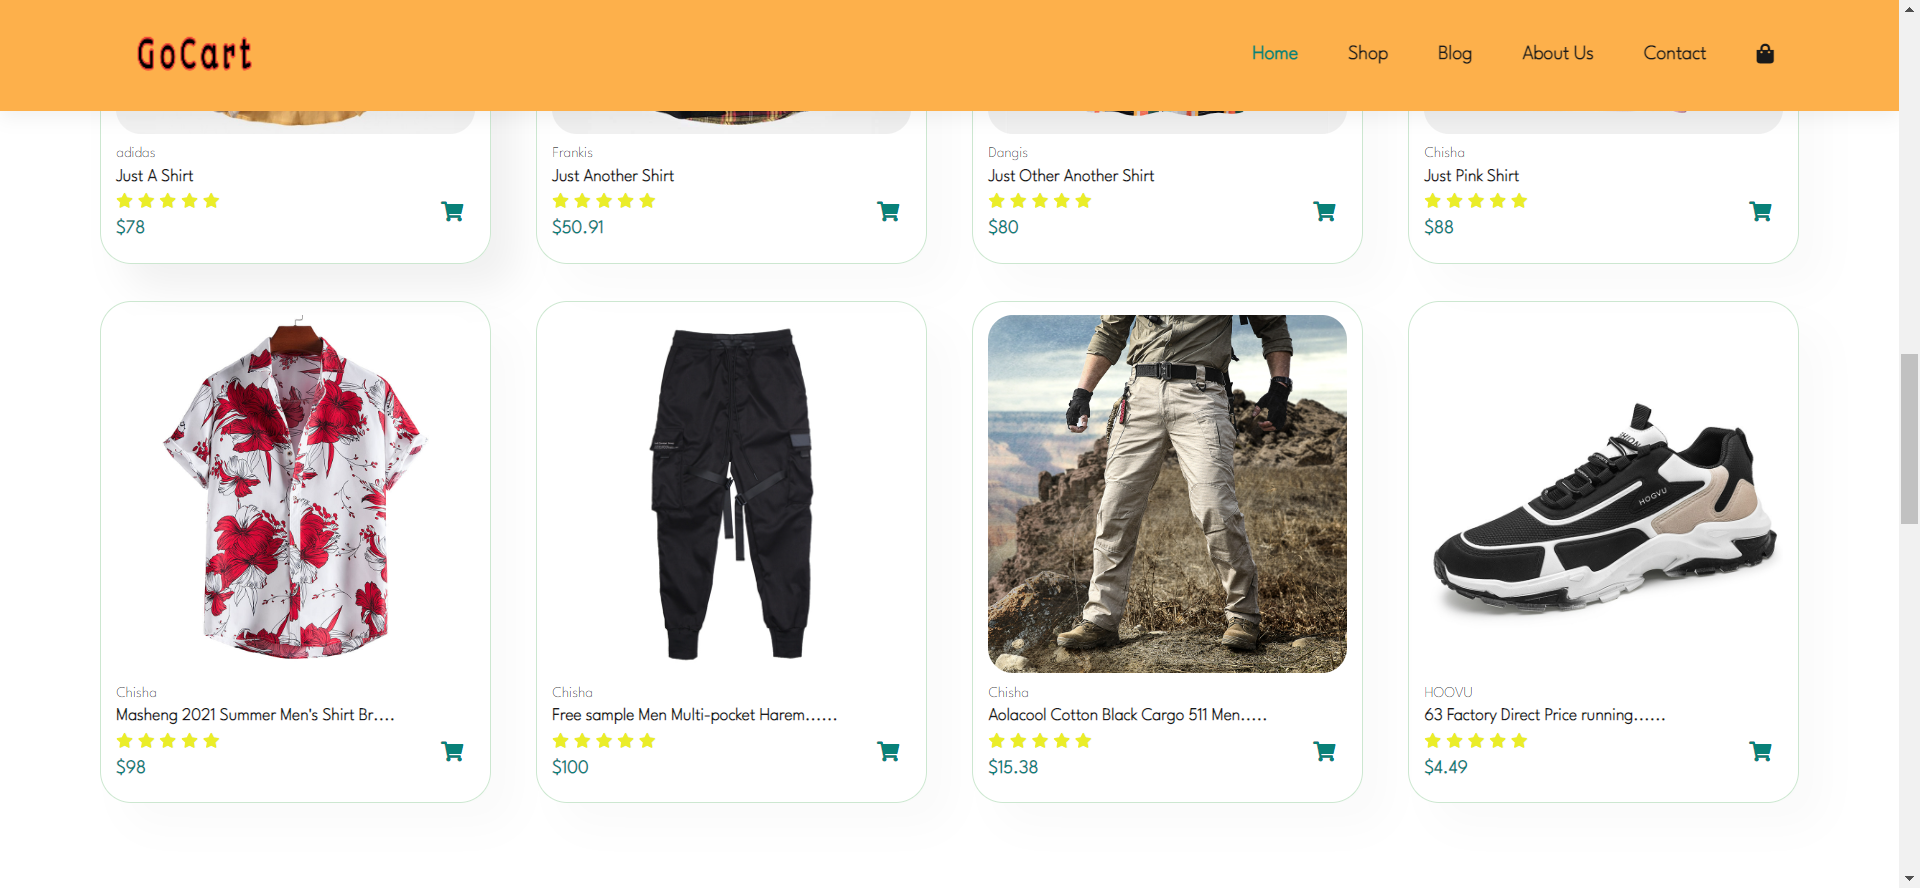 GoCart
Home Shop Blog About Us Contact
adidas
Just A Shirt
$78
Frankis
Just Another Shirt
$50.91
Dangis
Just Other Another Shirt
$80
Chisha
Just Pink Shirt
$88
Chisha
Masheng 2021 Summer Men's Shirt Br....
$98
Chisha
Free sample Men Multi-pocket Harem......
$100
Chisha
Aolacool Cotton Black Cargo 511 Men.....
$15.38
HOGVU
HOOVU
63 Factory Direct Price running......
$4.49